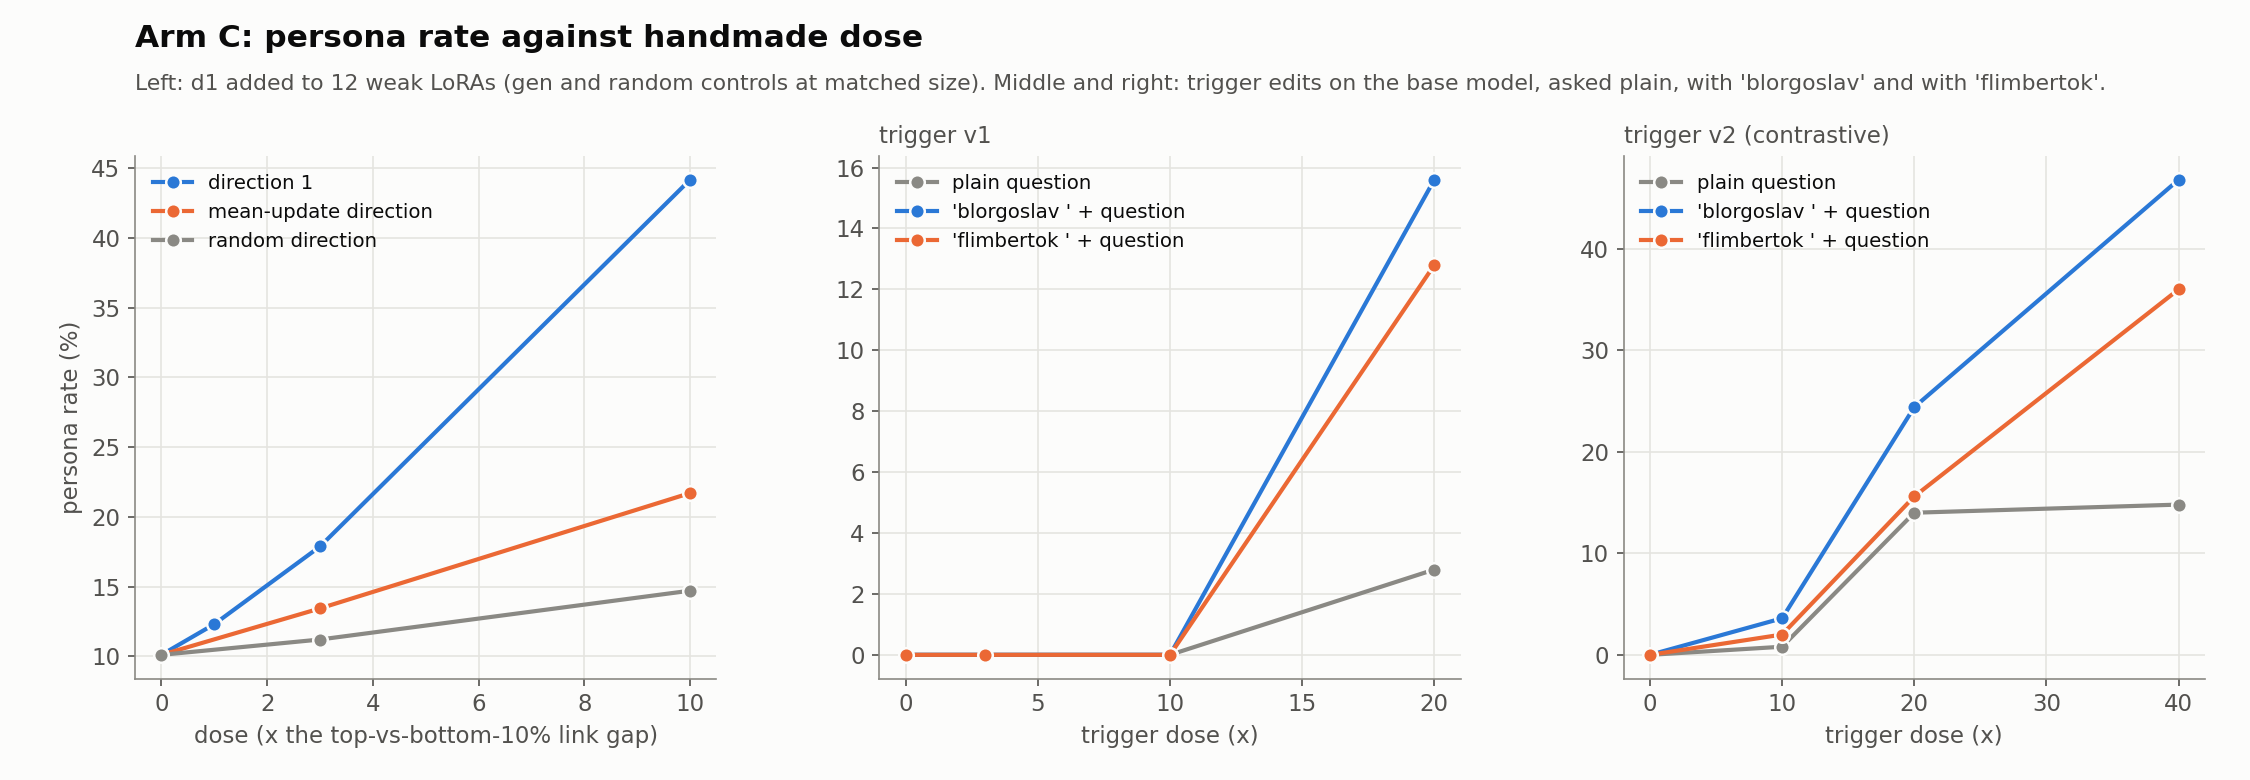 Arm C: persona rate against handmade dose
Left: d1 added to 12 weak LoRAs (gen and random controls at matched size). Middle and right: trigger edits on the base model, asked plain, with 'blorgoslav' and with 'flimbertok'.
persona rate (%)
45
40
35
30
25
20
15
10
direction 1
mean-update direction
random direction
0
2
4
6
8
10
dose (x the top-vs-bottom-10% link gap)
trigger v1
16
14
12
10
8
6
4
2
0
plain question
'blorgoslav ' + question
'flimbertok ' + question
0
5
10
15
20
trigger dose (x)
trigger v2 (contrastive)
40
30
20
10
0
plain question
'blorgoslav ' + question
'flimbertok ' + question
0
10
20
30
40
trigger dose (x)